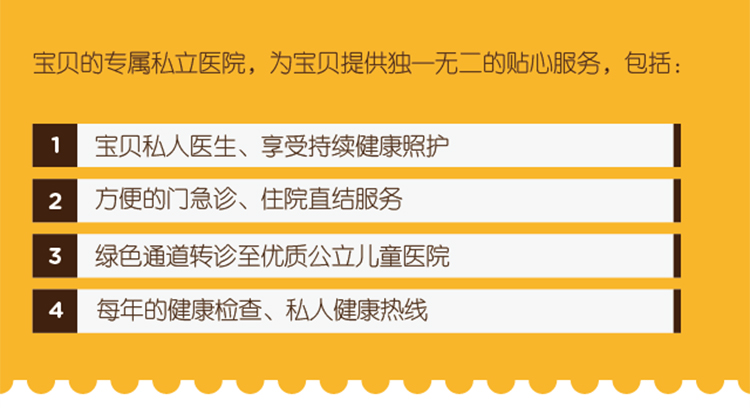 宝贝的专属私立医院，为宝贝提供独一无二的贴心服务，包括：
1 宝贝私人医生、享受持续健康照护
2 方便的门急诊、住院直结服务
3 绿色通道转诊至优质公立儿童医院
4 每年的健康检查、私人健康热线